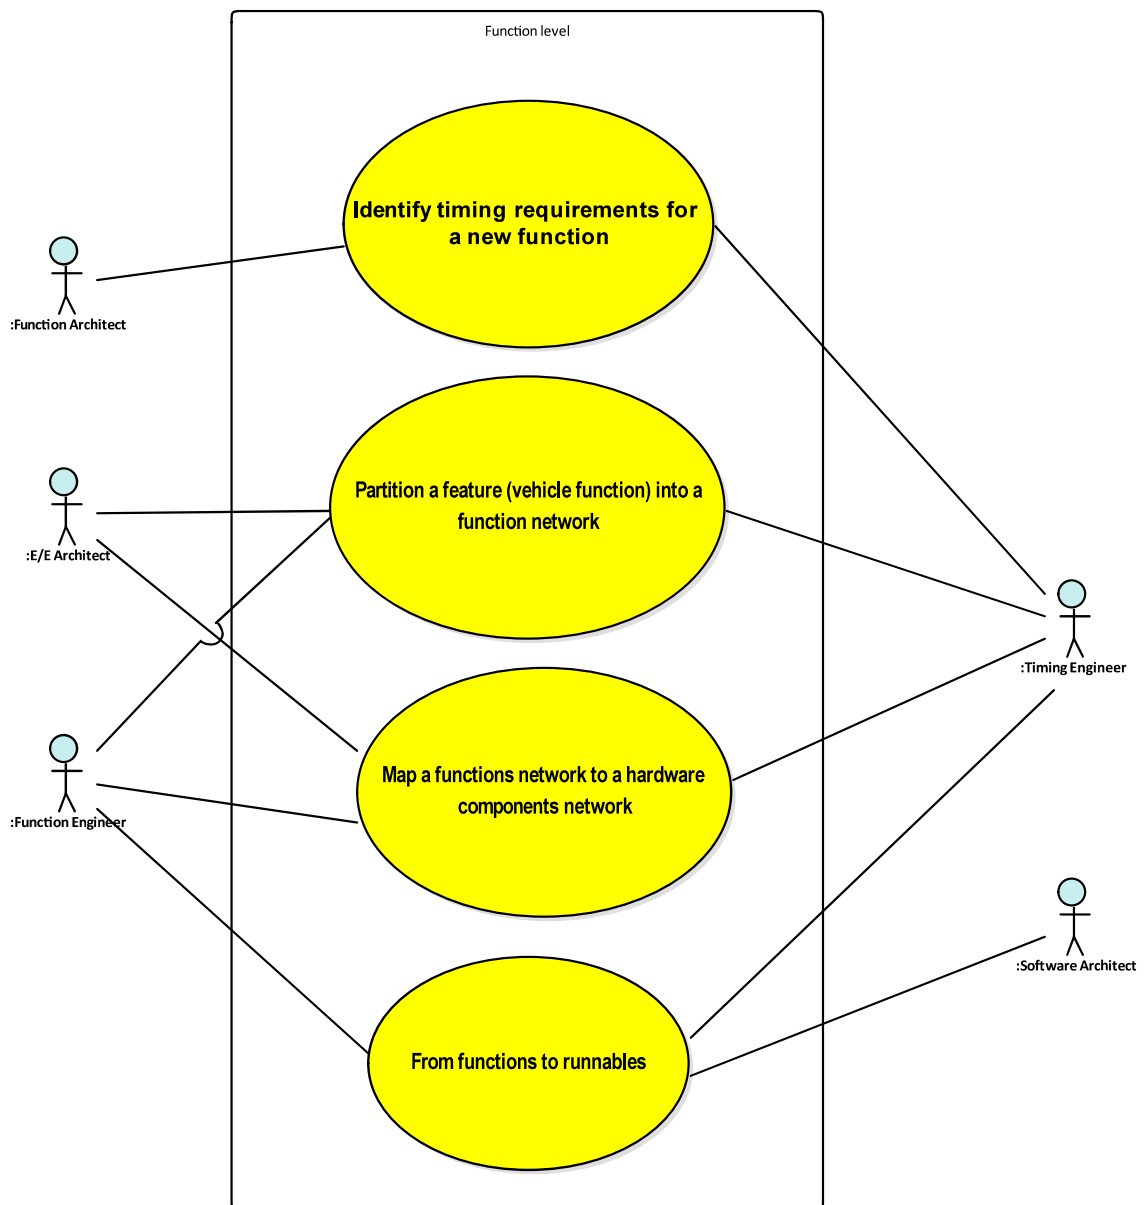 Function level
Identify timing requirements for
a new function
:Function Architect
Partition a feature (vehicle function) into a
function network
:E/E Architect
:Timing Engineer
Map a functions network to a hardware
components network
:Function Engineer
:Software Architect
From functions to runnables